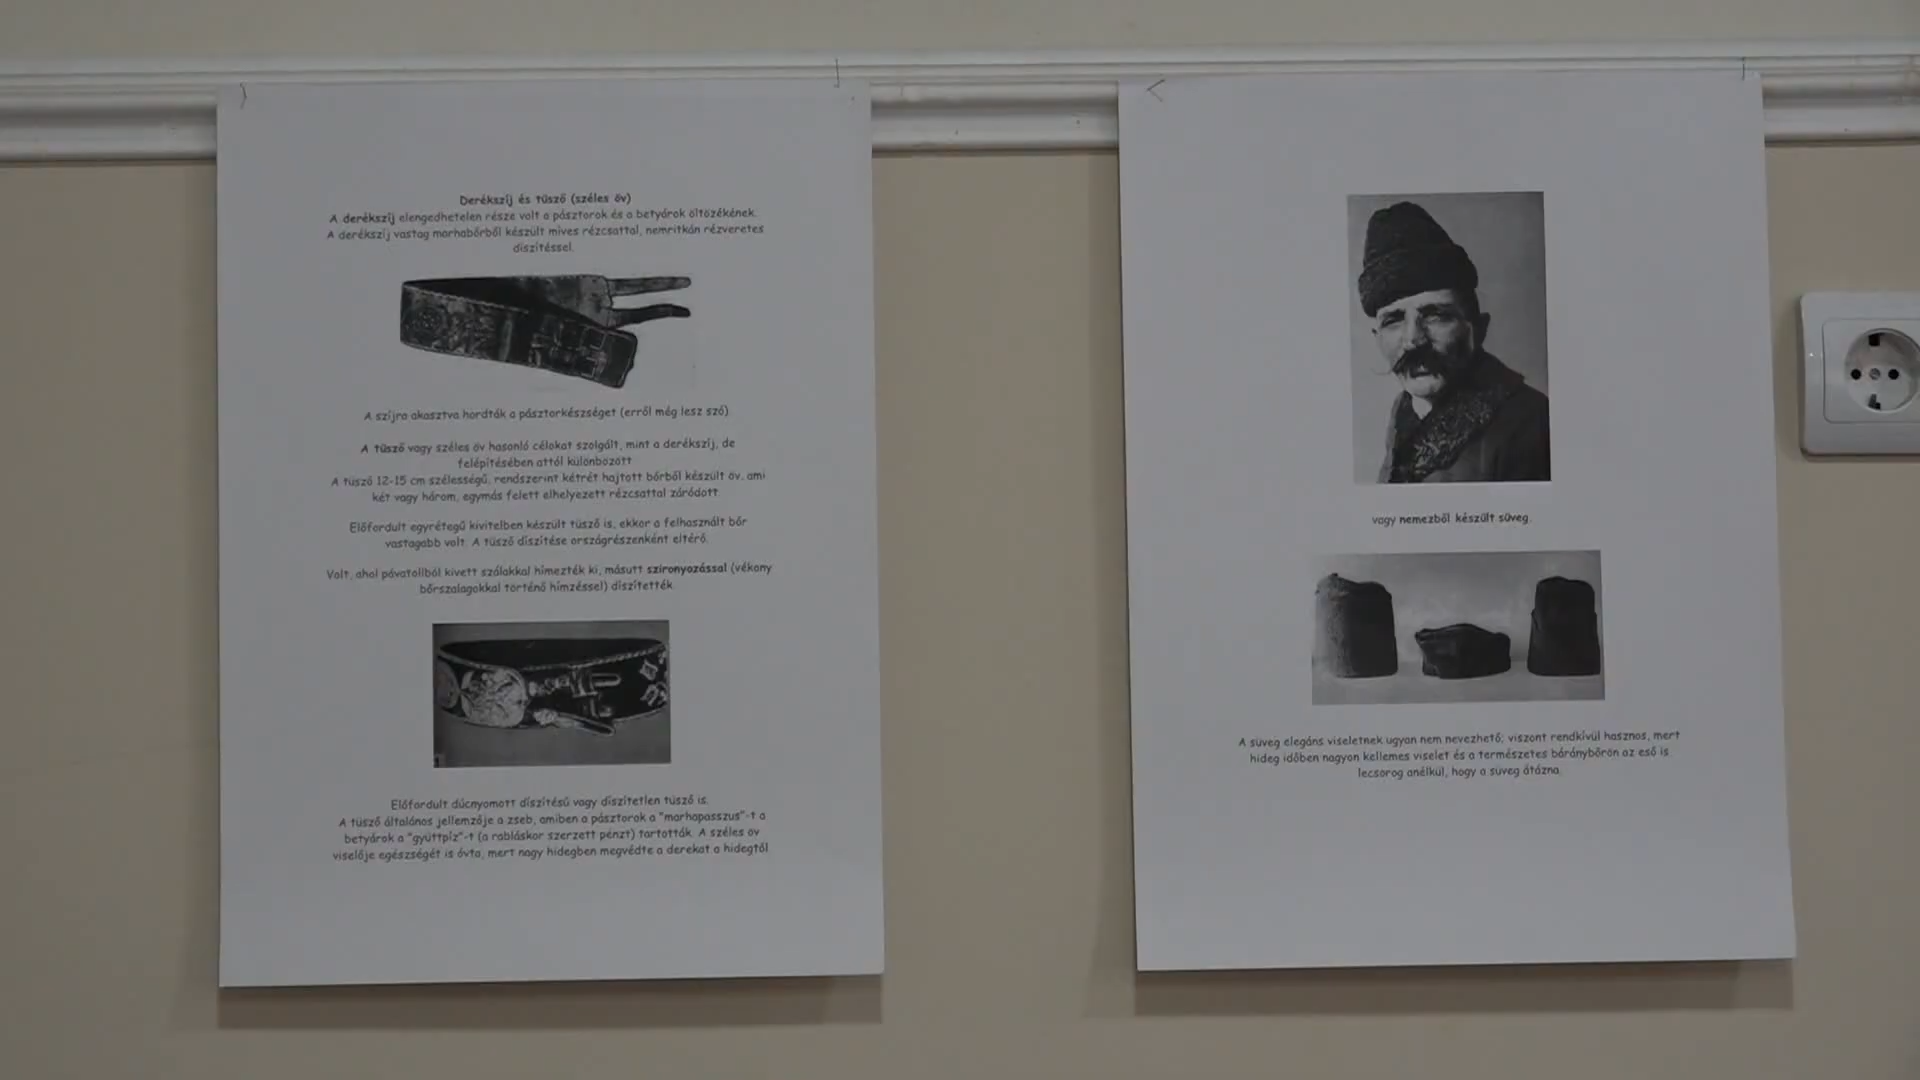 Derékszíj és tüsző (széles öv)
A derékszíj elengedhetelen része volt a pásztorok és a betyárok öltözékének.
A derékszíj vastag marhabőrből készült míves rézcsattal, nemritkán rézveretes
díszítéssel.
A szíjra akasztva hordták a pásztorkészséget (erről még lesz szó).
A tüsző vagy széles öv hasonló célokat szolgált, mint a derékszíj, de
felépítésében attól különbözött
A tüsző 12-15 cm szélességű, rendszerint kétrét hajtott bőrből készült öv, ami
két vagy három, egymás felett elhelyezett rézcsattal záródott.
Előfordult egyrétegű kivitelben készült tüsző is, ekkor a felhasznált bőr
vastagabb volt. A tüsző díszítése országrészenként eltérő.
Volt, ahol pávatollból kivett szálakkal hímezték ki, másutt szironyozással (vékony
bőrszalagokkal történő hímzéssel) díszítették.
Előfordult dúcnyomott díszítésű vagy díszítetlen tüsző is.
A tüsző általános jellemzője a zseb, amiben a pásztorok a "marhapasszus"-t a
betyárok a "gyüttpíz"-t (a rabláskor szerzett pénzt) tartották. A széles öv
viselője egészségét is óvta, mert nagy hidegben megvédte a derekat a hidegtől
vagy nemezből készült süveg.
A süveg elegáns viseletnek ugyan nem nevezhető; viszont rendkívül hasznos, mert
hideg időben nagyon kellemes viselet és a természetes báránybőrön az eső is
lecsorog anélkül, hogy a süveg átázna.